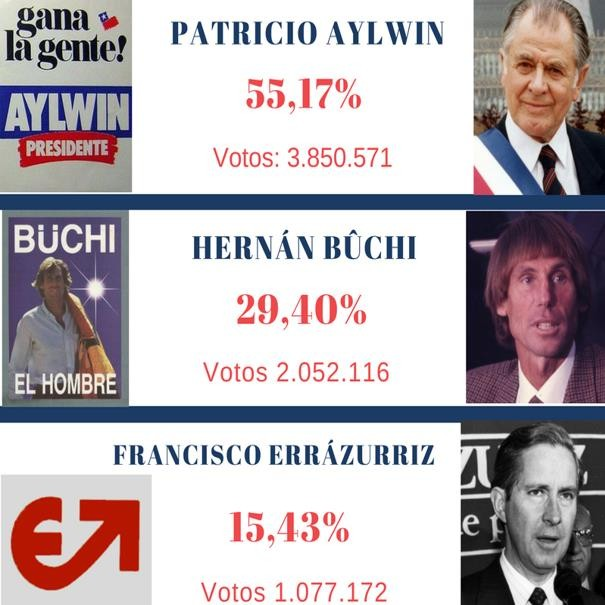 gana
la gente!
AYLWIN
PRESIDENTE
PATRICIO AYLWIN
55,17%
Votos: 3.850.571
BÜCHI
EL HOMBRE
HERNÁN BÛCHI
29,40%
Votos 2.052.116
FRANCISCO ERRÁZURRIZ
15,43%
Votos 1.077.172